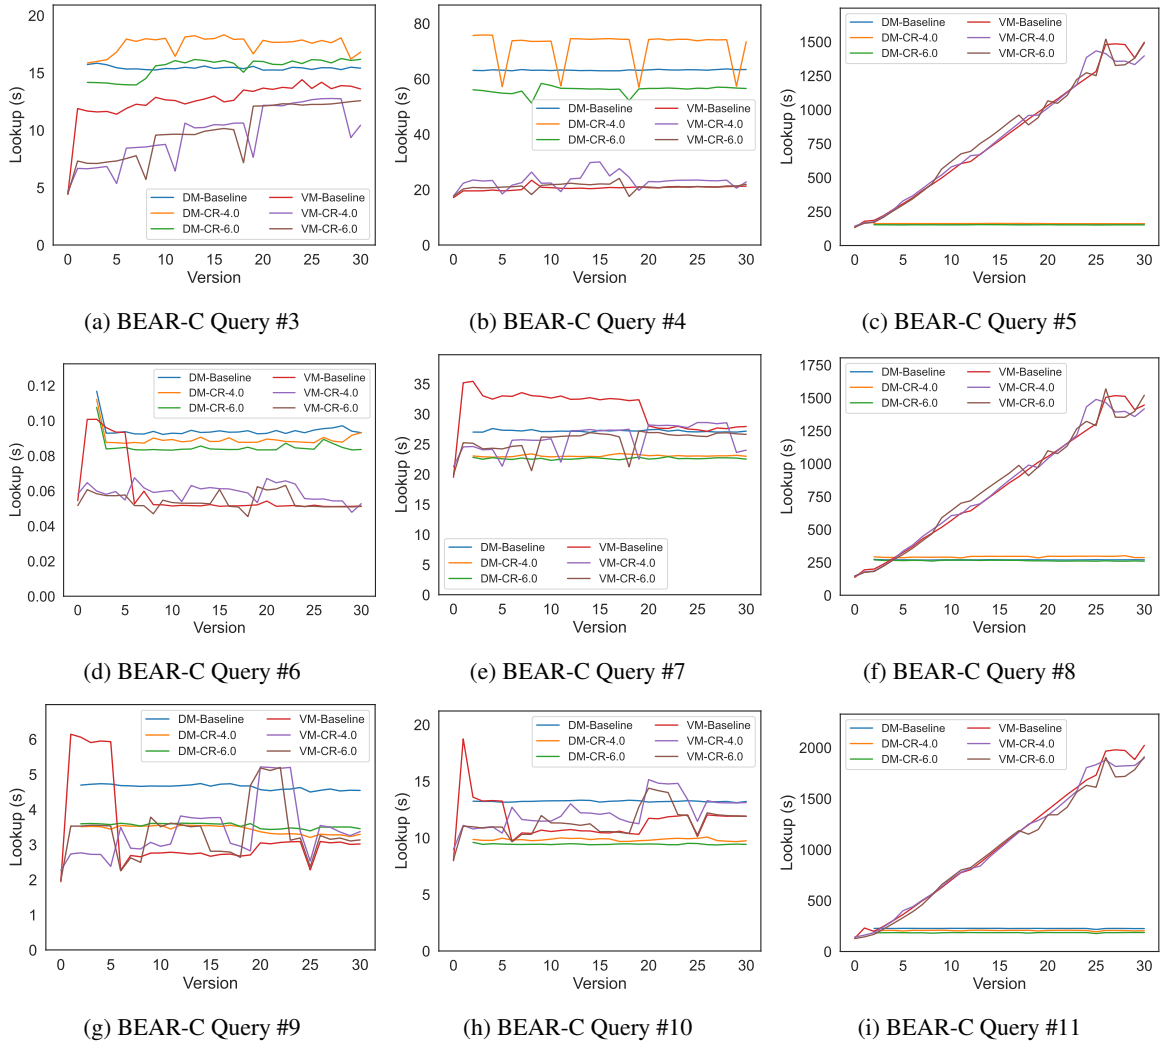 20
15
10
5
0
Lookup (s)
DM-Baseline VM-Baseline
DM-CR-4.0 VM-CR-4.0
DM-CR-6.0 VM-CR-6.0
0 5 10 15 20 25 30
Version
(a) BEAR-C Query #3
80
60
40
20
0
Lookup (s)
DM-Baseline VM-Baseline
DM-CR-4.0 VM-CR-4.0
DM-CR-6.0 VM-CR-6.0
0 5 10 15 20 25 30
Version
(b) BEAR-C Query #4
1500
1250
1000
750
500
250
0
Lookup (s)
DM-Baseline VM-Baseline
DM-CR-4.0 VM-CR-4.0
DM-CR-6.0 VM-CR-6.0
0 5 10 15 20 25 30
Version
(c) BEAR-C Query #5
0.12
0.10
0.08
0.06
0.04
0.02
0.00
Lookup (s)
DM-Baseline VM-Baseline
DM-CR-4.0 VM-CR-4.0
DM-CR-6.0 VM-CR-6.0
0 5 10 15 20 25 30
Version
(d) BEAR-C Query #6
35
30
25
20
15
10
5
0
Lookup (s)
DM-Baseline VM-Baseline
DM-CR-4.0 VM-CR-4.0
DM-CR-6.0 VM-CR-6.0
0 5 10 15 20 25 30
Version
(e) BEAR-C Query #7
1750
1500
1250
1000
750
500
250
0
Lookup (s)
DM-Baseline VM-Baseline
DM-CR-4.0 VM-CR-4.0
DM-CR-6.0 VM-CR-6.0
0 5 10 15 20 25 30
Version
(f) BEAR-C Query #8
6
5
4
3
2
1
0
Lookup (s)
DM-Baseline VM-Baseline
DM-CR-4.0 VM-CR-4.0
DM-CR-6.0 VM-CR-6.0
0 5 10 15 20 25 30
Version
(g) BEAR-C Query #9
20
15
10
5
0
Lookup (s)
DM-Baseline VM-Baseline
DM-CR-4.0 VM-CR-4.0
DM-CR-6.0 VM-CR-6.0
0 5 10 15 20 25 30
Version
(h) BEAR-C Query #10
2000
1500
1000
500
0
Lookup (s)
DM-Baseline VM-Baseline
DM-CR-4.0 VM-CR-4.0
DM-CR-6.0 VM-CR-6.0
0 5 10 15 20 25 30
Version
(i) BEAR-C Query #11